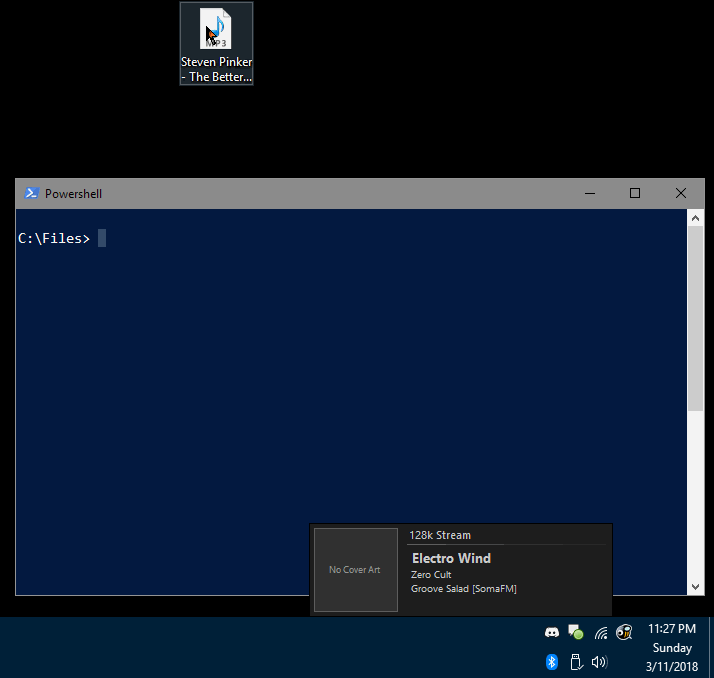 MP3
Steven Pinker
- The Better...
Powershell
C:\Files>
128k Stream
No Cover Art
Electro Wind
Zero Cult
Groove Salad [SomaFM]
11:27 PM
Sunday
3/11/2018